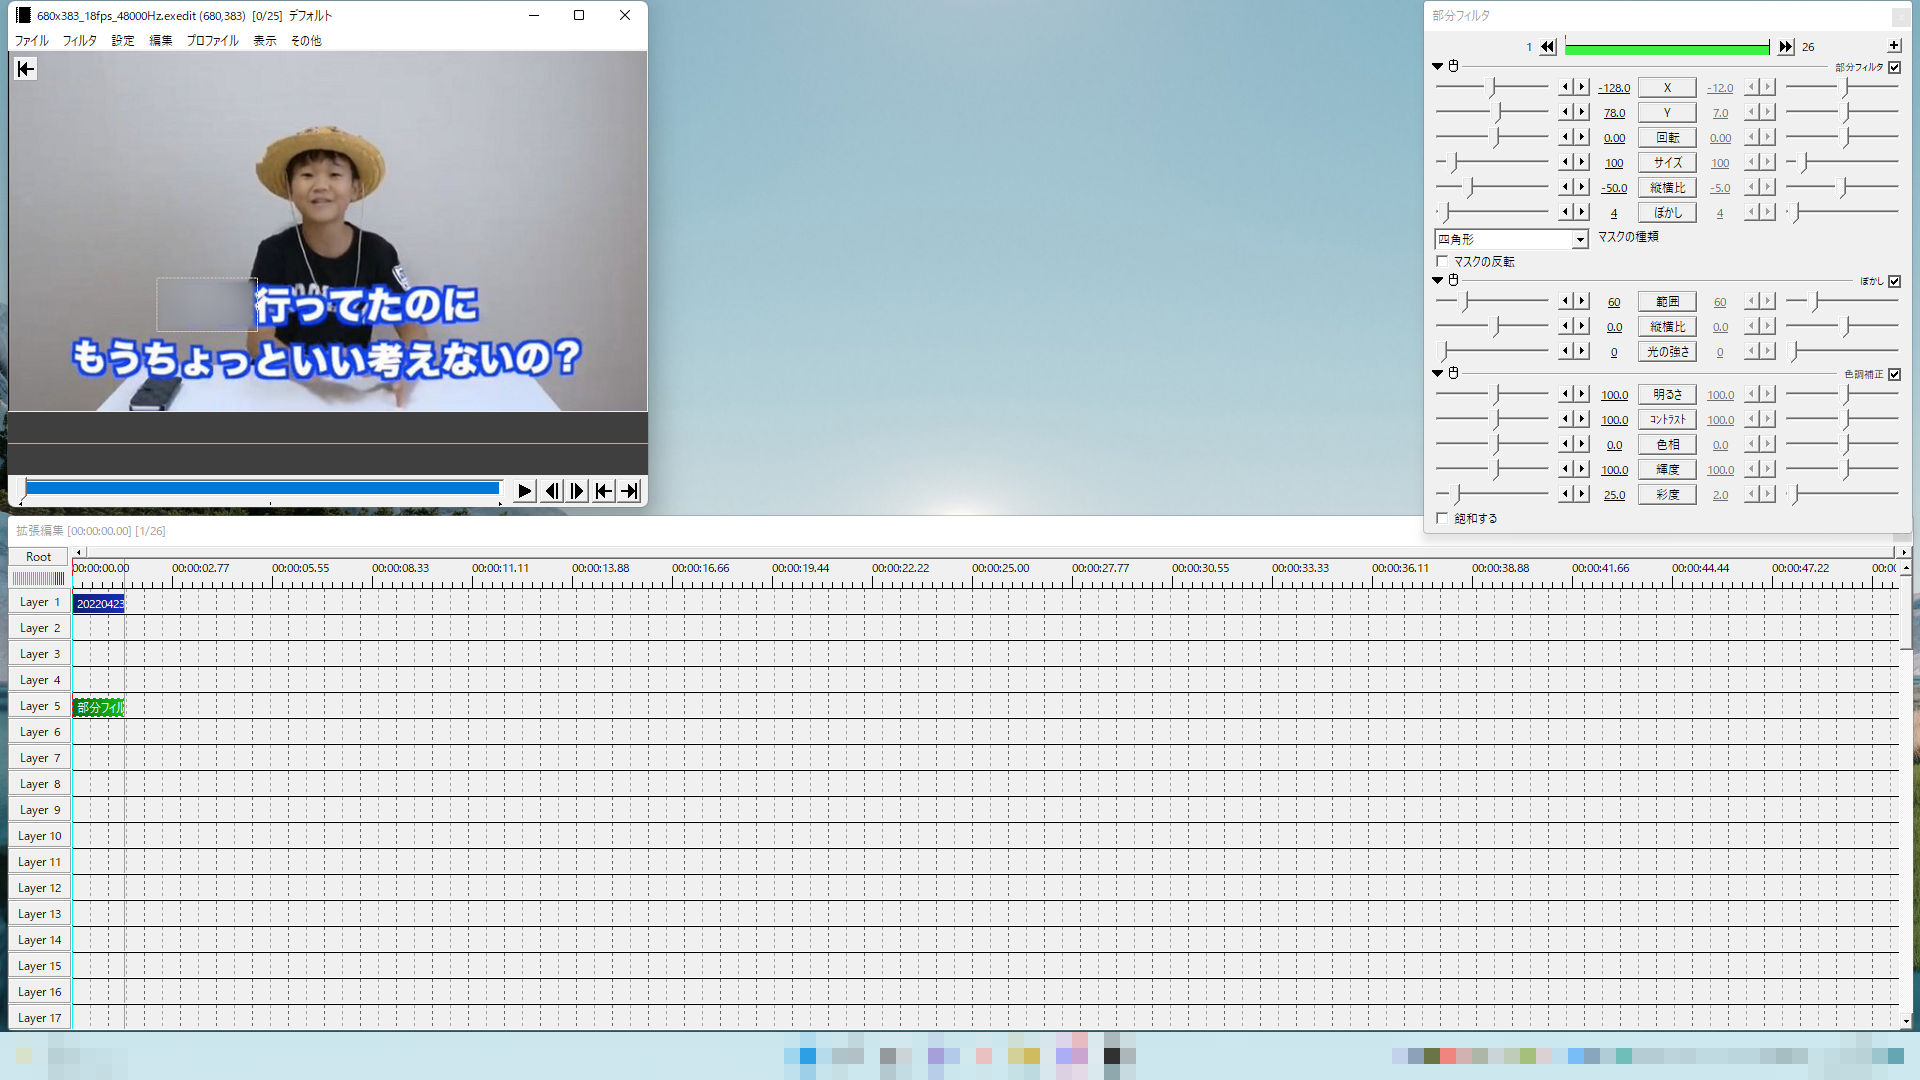 680x383_18fps_48000Hz.exedit (680,383) [0/25] デフォルト
ファイル フィルタ 設定 編集 プロファイル 表示 その他
行ってたのに
もうちょっといい考えないの？
部分フィルタ
1 26
部分フィルタ
-128.0 X -12.0
78.0 Y 7.0
0.00 回転 0.00
100 サイズ 100
-50.0 縦横比 -5.0
4 ぼかし 4
四角形 マスクの種類
マスクの反転
ぼかし
60 範囲 60
0.0 縦横比 0.0
0 光の強さ 0
色調補正
100.0 明るさ 100.0
100.0 コントラスト 100.0
0.0 色相 0.0
100.0 輝度 100.0
25.0 彩度 2.0
飽和する
拡張編集 [00:00:00.00] [1/26]
Root
00:00:00.00 00:00:02.77 00:00:05.55 00:00:08.33 00:00:11.11 00:00:13.88 00:00:16.66 00:00:19.44 00:00:22.22 00:00:25.00 00:00:27.77 00:00:30.55 00:00:33.33 00:00:36.11 00:00:38.88 00:00:41.66 00:00:44.44 00:00:47.22 00:0
Layer 1 20220423
Layer 2
Layer 3
Layer 4
Layer 5 部分フィル
Layer 6
Layer 7
Layer 8
Layer 9
Layer 10
Layer 11
Layer 12
Layer 13
Layer 14
Layer 15
Layer 16
Layer 17